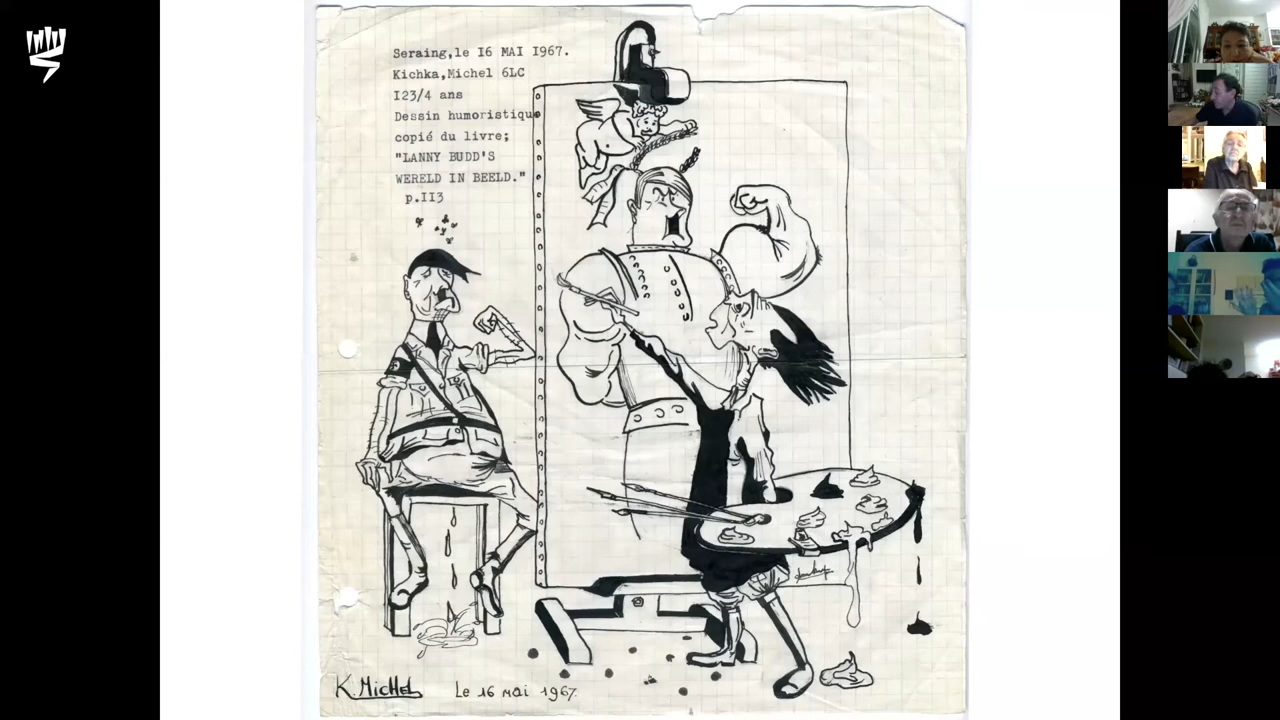 Seraing,le I6 MAI I967.
Kichka,Michel 6LC
I23/4 ans
Dessin humoristique
copié du livre;
"LANNY BUDD'S
WERELD IN BEELD."
p.II3
K. MicHeL
Le 16 mai 1967.